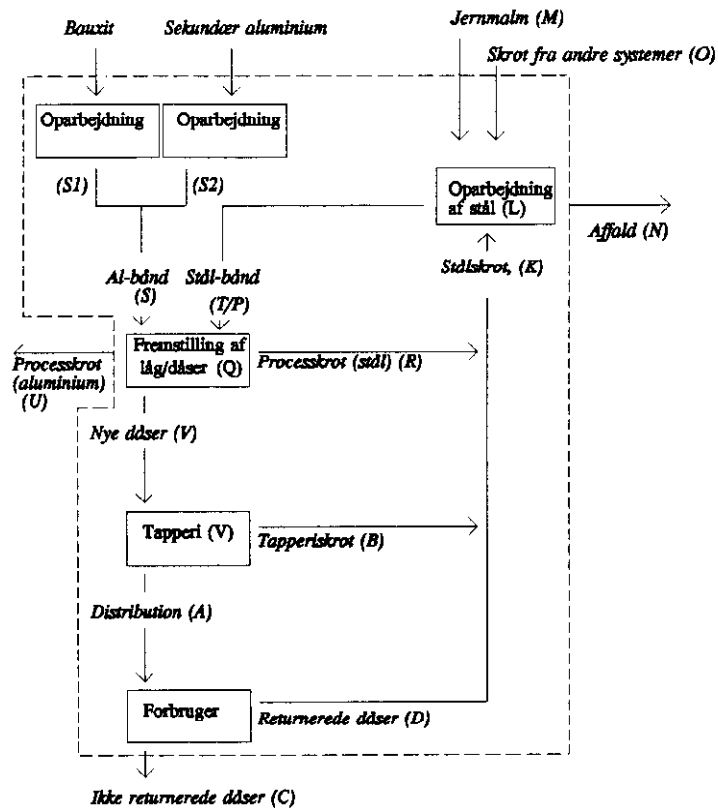 Bauxit
Sekundær aluminium
Jernmalm (M)
Skrot fra andre systemer (O)
Oparbejdning
Oparbejdning
(S1)
(S2)
Oparbejdning
af stål (L)
Affald (N)
Stålskrot, (K)
Al-bånd
(S)
Stål-bånd
(T/P)
Fremstilling af
låg/dåser (Q)
Processkrot
(aluminium)
(U)
Processkrot (stål) (R)
Nye dåser (V)
Tapperi (V)
Tapperiskrot (B)
Distribution (A)
Forbruger
Returnerede dåser (D)
Ikke returnerede dåser (C)